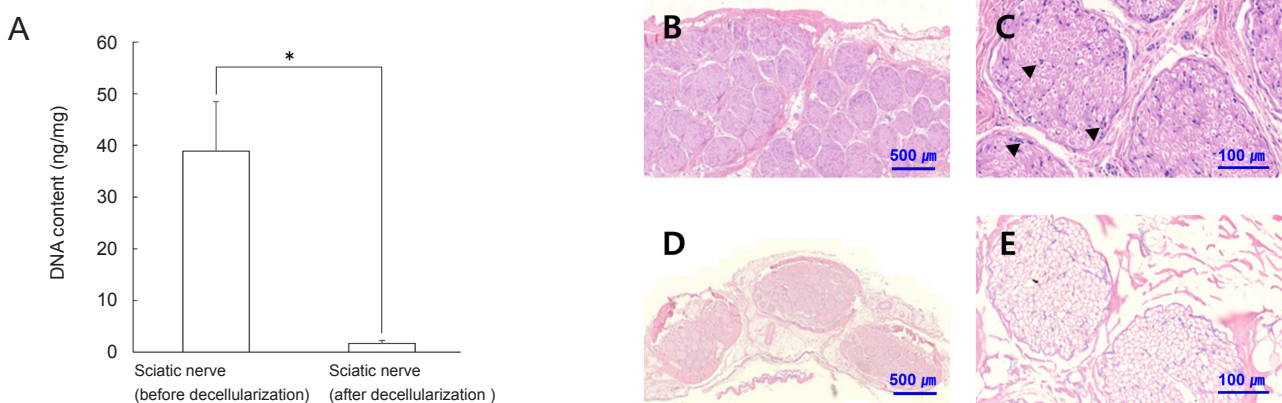 A
60
50
40
30
20
10
0
DNA content (ng/mg)
*
Sciatic nerve
(before decellularization)
Sciatic nerve
(after decellularization )
B
500 μm
C
100 μm
D
500 μm
E
100 μm